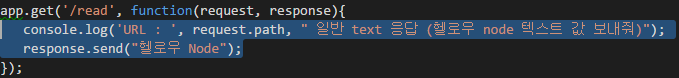 app.get('/read', function(request, response){
console.log('URL : ', request.path, " 일반 text 응답 (헬로우 node 텍스트 값 보내줘)");
response.send("헬로우 Node");
});